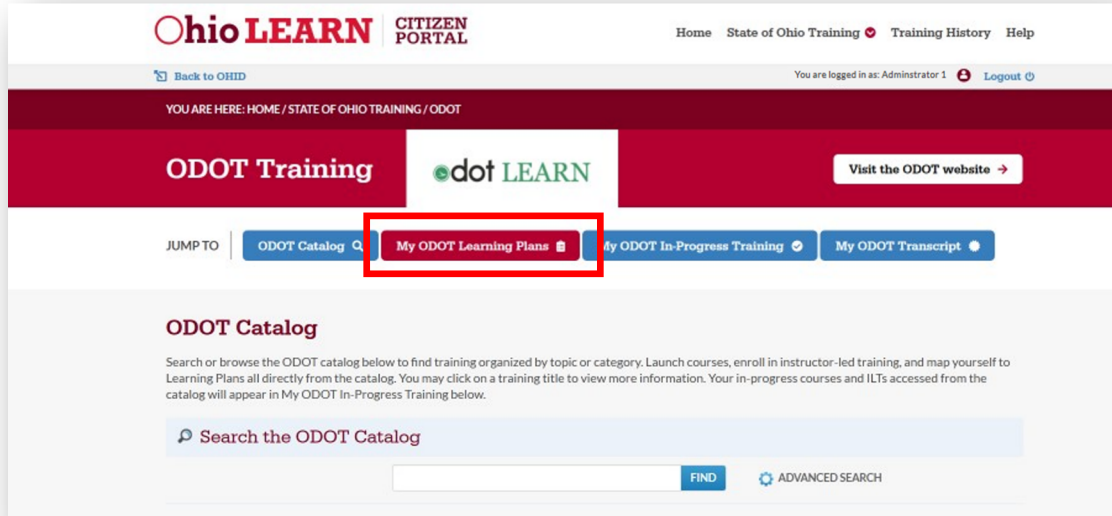 Ohio LEARN CITIZEN PORTAL
Home State of Ohio Training Training History Help
Back to OHID
You are logged in as: Adminstrator 1 Logout
YOU ARE HERE: HOME / STATE OF OHIO TRAINING / ODOT
ODOT Training
odot LEARN
Visit the ODOT website →
JUMP TO
ODOT Catalog
My ODOT Learning Plans
My ODOT In-Progress Training
My ODOT Transcript
ODOT Catalog
Search or browse the ODOT catalog below to find training organized by topic or category. Launch courses, enroll in instructor-led training, and map yourself to
Learning Plans all directly from the catalog. You may click on a training title to view more information. Your in-progress courses and ILTs accessed from the
catalog will appear in My ODOT In-Progress Training below.
Search the ODOT Catalog
FIND
ADVANCED SEARCH